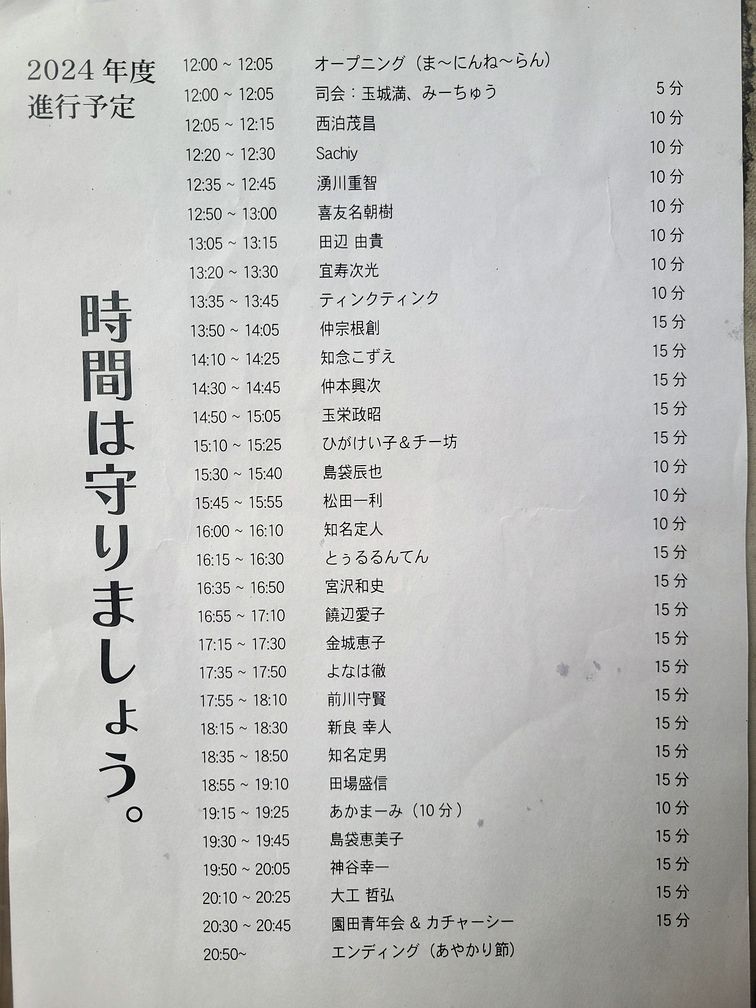 2024年度
進行予定
時間は守りましょう。
12:00 ~ 12:05 オープニング（ま〜にんね〜らん）
12:00 ~ 12:05 司会：玉城満、みーちゅう 5分
12:05 ~ 12:15 西泊茂昌 10分
12:20 ~ 12:30 Sachiy 10分
12:35 ~ 12:45 湧川重智 10分
12:50 ~ 13:00 喜友名朝樹 10分
13:05 ~ 13:15 田辺 由貴 10分
13:20 ~ 13:30 宜寿次光 10分
13:35 ~ 13:45 ティンクティンク 10分
13:50 ~ 14:05 仲宗根創 15分
14:10 ~ 14:25 知念こずえ 15分
14:30 ~ 14:45 仲本興次 15分
14:50 ~ 15:05 玉栄政昭 15分
15:10 ~ 15:25 ひがけい子＆チー坊 15分
15:30 ~ 15:40 島袋辰也 10分
15:45 ~ 15:55 松田一利 10分
16:00 ~ 16:10 知名定人 10分
16:15 ~ 16:30 とぅるるんてん 15分
16:35 ~ 16:50 宮沢和史 15分
16:55 ~ 17:10 饒辺愛子 15分
17:15 ~ 17:30 金城恵子 15分
17:35 ~ 17:50 よなは徹 15分
17:55 ~ 18:10 前川守賢 15分
18:15 ~ 18:30 新良 幸人 15分
18:35 ~ 18:50 知名定男 15分
18:55 ~ 19:10 田場盛信 15分
19:15 ~ 19:25 あかまーみ（10分） 10分
19:30 ~ 19:45 島袋恵美子 15分
19:50 ~ 20:05 神谷幸一 15分
20:10 ~ 20:25 大工 哲弘 15分
20:30 ~ 20:45 園田青年会 & カチャーシー 15分
20:50~ エンディング（あやかり節）